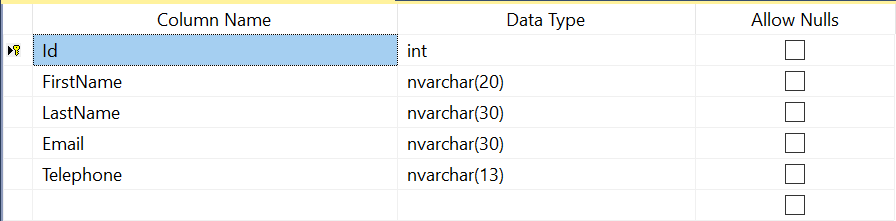 Column Name Data Type Allow Nulls
Id int
FirstName nvarchar(20)
LastName nvarchar(30)
Email nvarchar(30)
Telephone nvarchar(13)